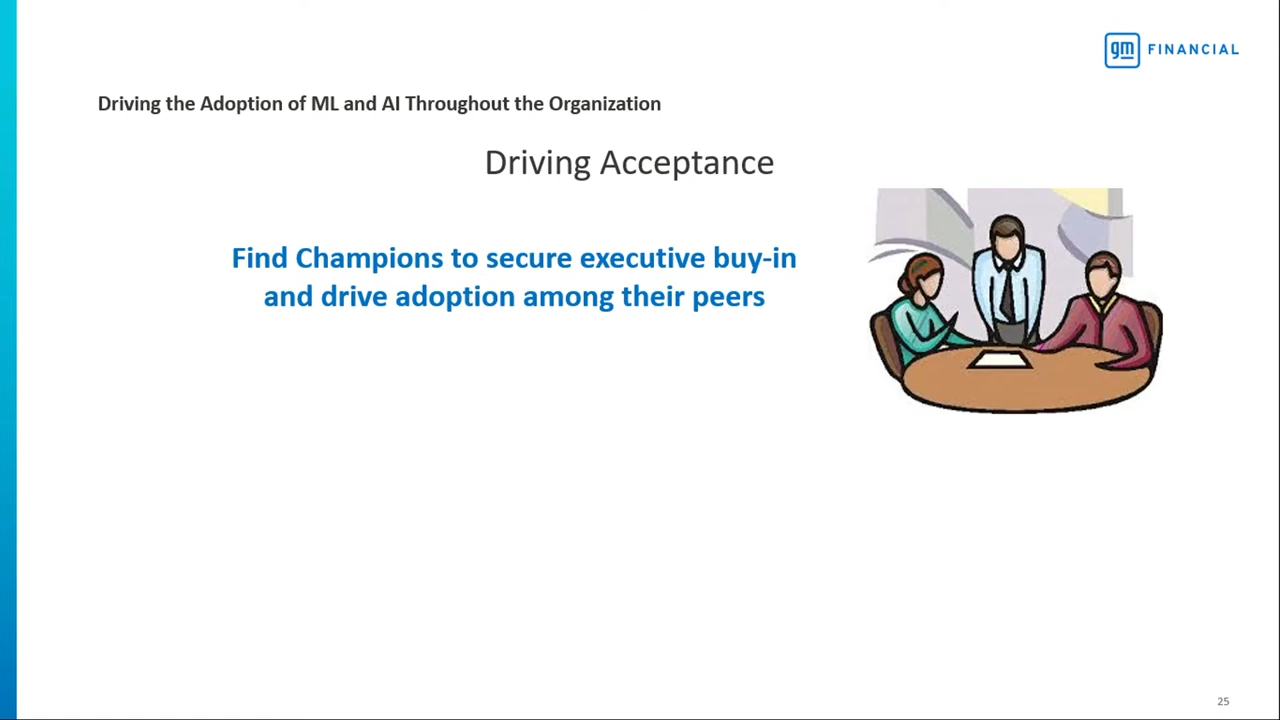 gm FINANCIAL
Driving the Adoption of ML and AI Throughout the Organization
Driving Acceptance
Find Champions to secure executive buy-in
and drive adoption among their peers
25